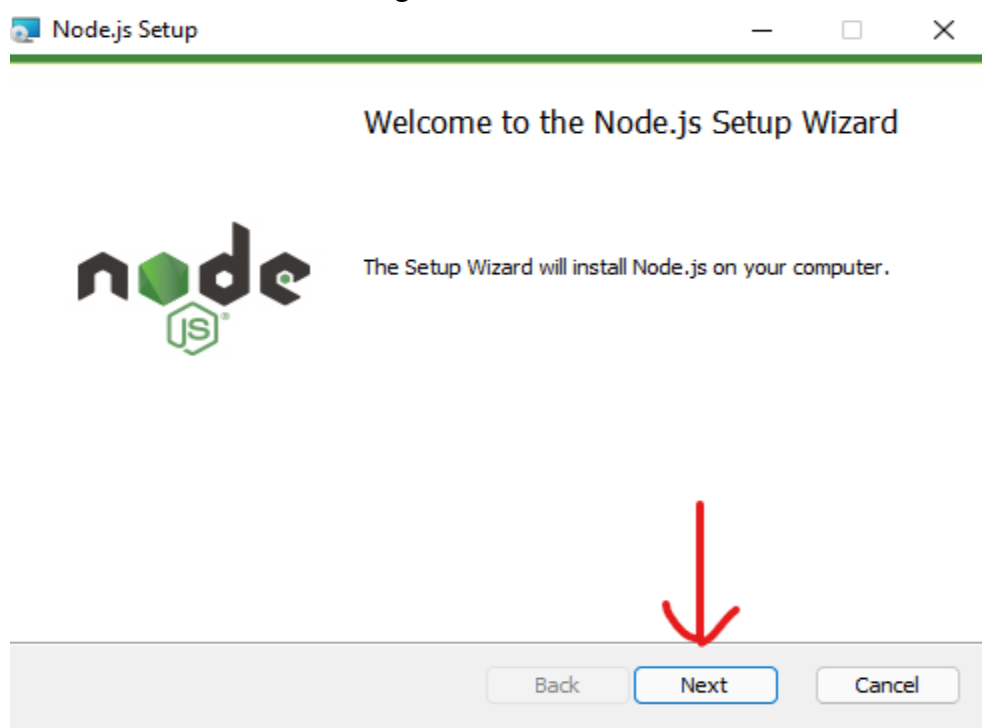 Node.js Setup
Welcome to the Node.js Setup Wizard
node
JS®
The Setup Wizard will install Node.js on your computer.
Back Next Cancel